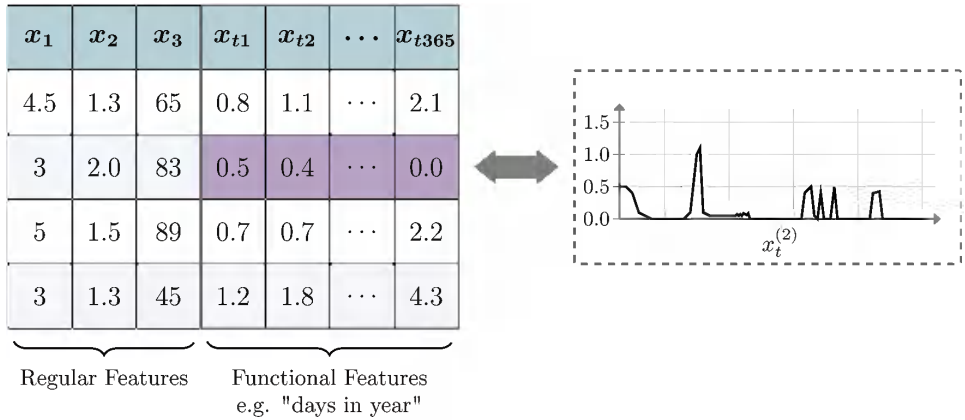 x₁ x₂ x₃ xₜ₁ xₜ₂ ⋯ xₜ₃₆₅
4.5 1.3 65 0.8 1.1 ⋯ 2.1
3 2.0 83 0.5 0.4 ⋯ 0.0
5 1.5 89 0.7 0.7 ⋯ 2.2
3 1.3 45 1.2 1.8 ⋯ 4.3
Regular Features
Functional Features
e.g. "days in year"
1.5
1.0
0.5
0.0
xₜ⁽²⁾